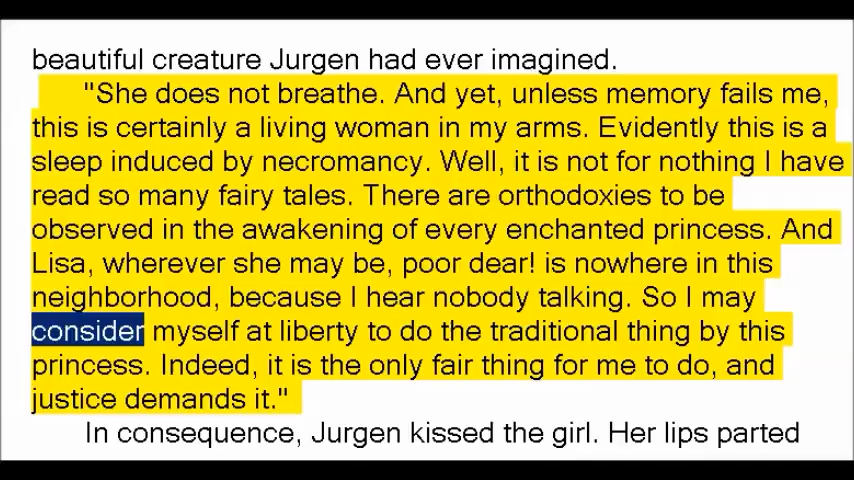 beautiful creature Jurgen had ever imagined.
"She does not breathe. And yet, unless memory fails me,
this is certainly a living woman in my arms. Evidently this is a
sleep induced by necromancy. Well, it is not for nothing I have
read so many fairy tales. There are orthodoxies to be
observed in the awakening of every enchanted princess. And
Lisa, wherever she may be, poor dear! is nowhere in this
neighborhood, because I hear nobody talking. So I may
consider myself at liberty to do the traditional thing by this
princess. Indeed, it is the only fair thing for me to do, and
justice demands it."
In consequence, Jurgen kissed the girl. Her lips parted